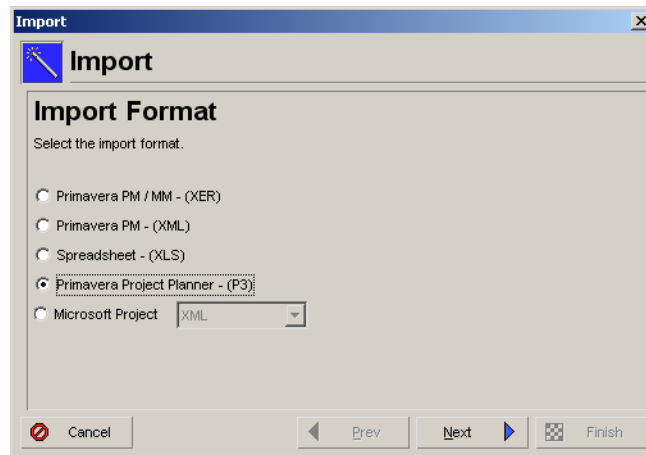 Import
Import
Import Format
Select the import format.
Primavera PM / MM - (XER)
Primavera PM - (XML)
Spreadsheet - (XLS)
Primavera Project Planner - (P3)
Microsoft Project XML
Cancel Prev Next Finish